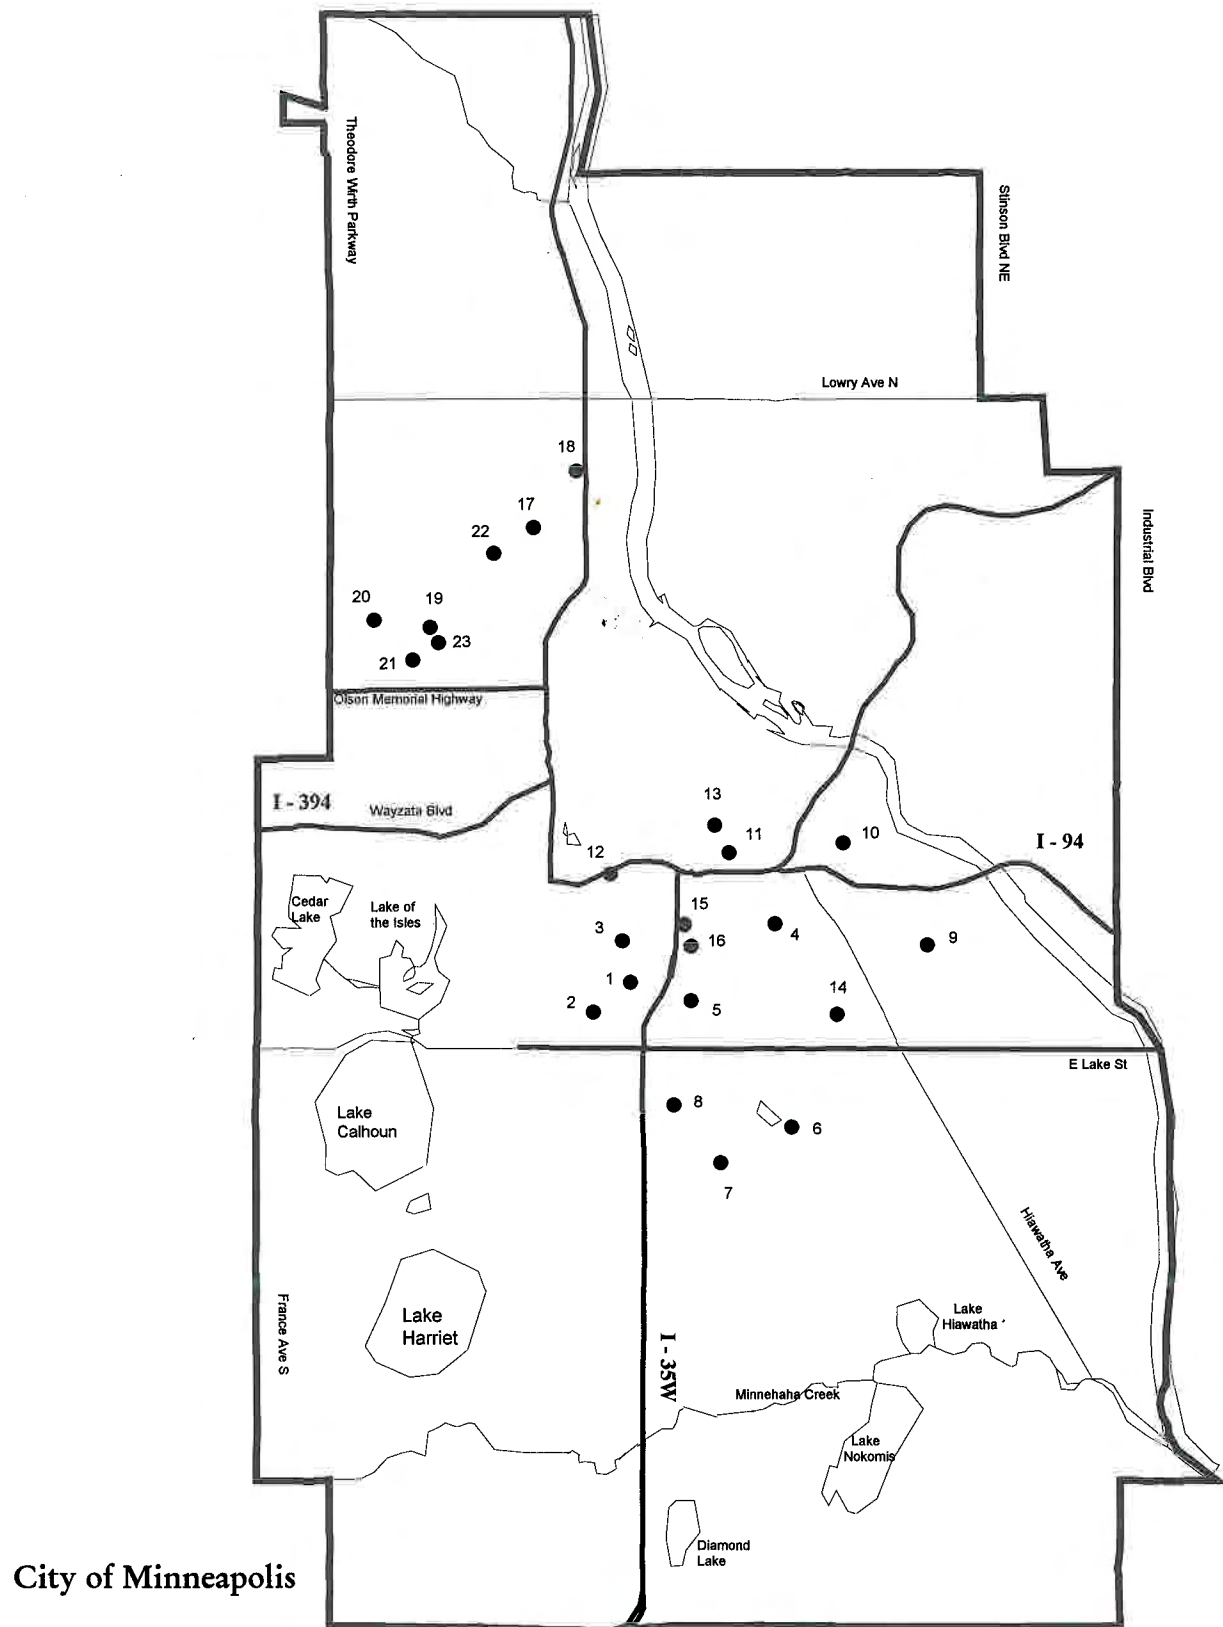 Theodore Wirth Parkway
Stinson Blvd NE
Lowry Ave N
18
17
22
Industrial Blvd
20
19
23
21
Olson Memorial Highway
I - 394
Wayzata Blvd
13
11
10
I - 94
12
Cedar
Lake
Lake of
the Isles
15
3
16
4
9
1
2
5
14
E Lake St
8
Lake
Calhoun
6
7
Hiawatha Ave
France Ave S
Lake
Harriet
Lake
Hiawatha
I - 35W
Minnehaha Creek
Lake
Nokomis
Diamond
Lake
City of Minneapolis